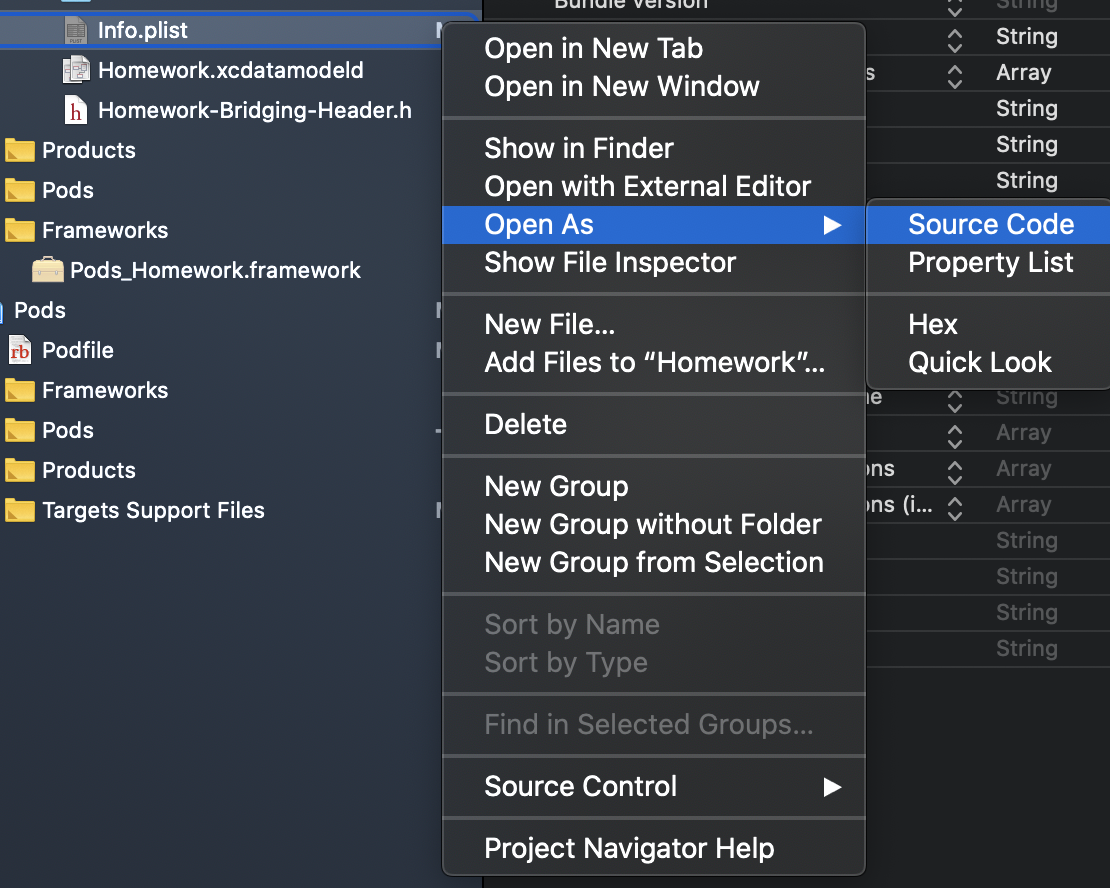 Bundle version
String
Info.plist
M
Homework.xcdatamodeld
Homework-Bridging-Header.h
Products
Pods
Frameworks
Pods_Homework.framework
Pods
Podfile
rb
Frameworks
Pods
Products
Targets Support Files
h
Open in New Tab
Open in New Window
Show in Finder
Open with External Editor
Open As
Show File Inspector
New File...
Add Files to “Homework”...
Delete
New Group
New Group without Folder
New Group from Selection
Sort by Name
Sort by Type
Find in Selected Groups...
Source Control
Project Navigator Help
Source Code
Property List
Hex
Quick Look
String
s Array
String
String
String
ne String
Array
ons Array
ons (i... Array
String
String
String
String